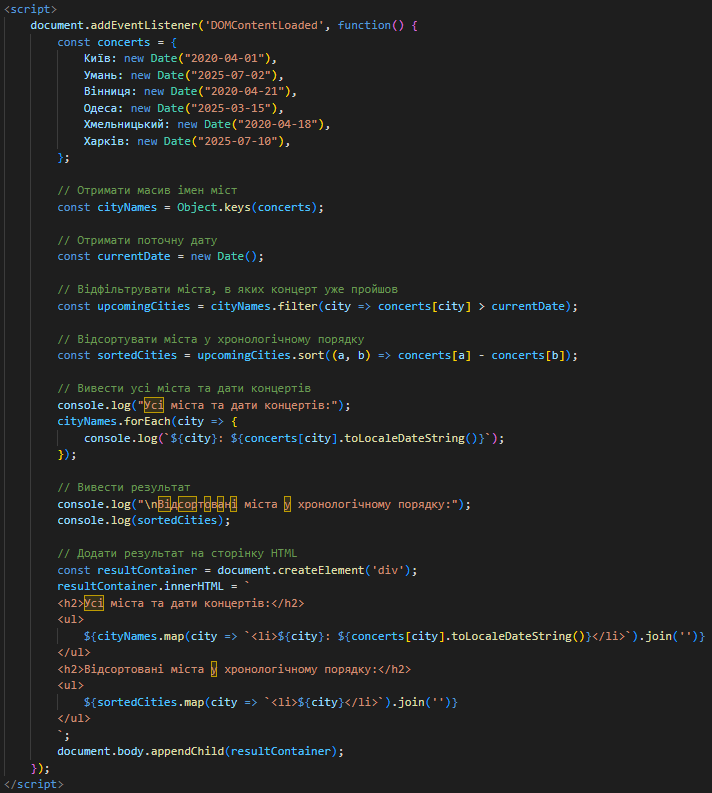 <script>
document.addEventListener('DOMContentLoaded', function() {
const concerts = {
Київ: new Date("2020-04-01"),
Умань: new Date("2025-07-02"),
Вінниця: new Date("2020-04-21"),
Одеса: new Date("2025-03-15"),
Хмельницький: new Date("2020-04-18"),
Харків: new Date("2025-07-10"),
};
// Отримати масив імен міст
const cityNames = Object.keys(concerts);
// Отримати поточну дату
const currentDate = new Date();
// Відфільтрувати міста, в яких концерт уже пройшов
const upcomingCities = cityNames.filter(city => concerts[city] > currentDate);
// Відсортувати міста у хронологічному порядку
const sortedCities = upcomingCities.sort((a, b) => concerts[a] - concerts[b]);
// Вивести усі міста та дати концертів
console.log("Усі міста та дати концертів:");
cityNames.forEach(city => {
console.log(`${city}: ${concerts[city].toLocaleDateString()}`);
});
// Вивести результат
console.log("\nВідсортовані міста у хронологічному порядку:");
console.log(sortedCities);
// Додати результат на сторінку HTML
const resultContainer = document.createElement('div');
resultContainer.innerHTML = `
<h2>Усі міста та дати концертів:</h2>
<ul>
${cityNames.map(city => `<li>${city}: ${concerts[city].toLocaleDateString()}</li>`).join('')}
</ul>
<h2>Відсортовані міста у хронологічному порядку:</h2>
<ul>
${sortedCities.map(city => `<li>${city}</li>`).join('')}
</ul>
`;
document.body.appendChild(resultContainer);
});
</script>